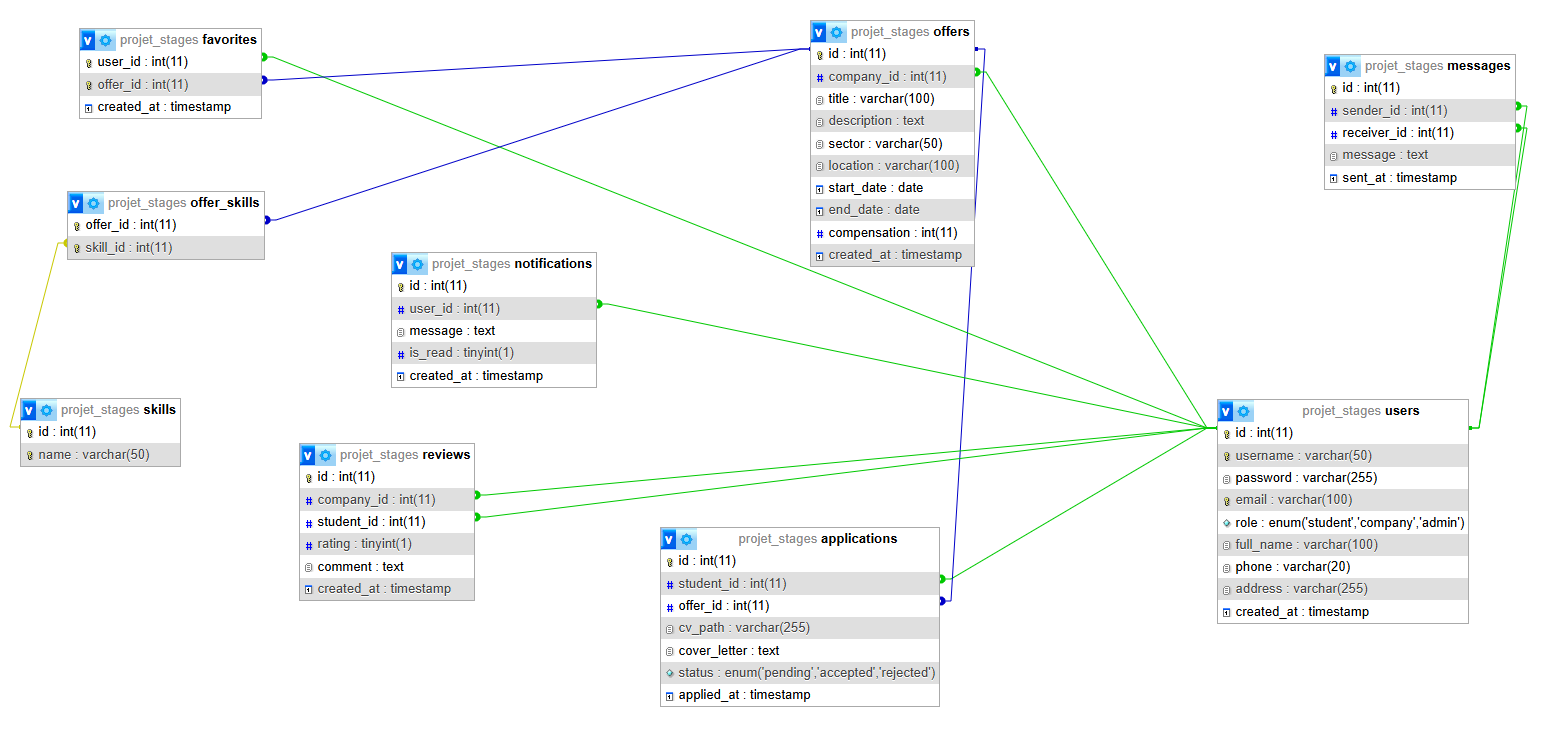 v projet_stages favorites
user_id : int(11)
offer_id : int(11)
created_at : timestamp
v projet_stages offer_skills
offer_id : int(11)
skill_id : int(11)
v projet_stages skills
id : int(11)
name : varchar(50)
v projet_stages notifications
id : int(11)
# user_id : int(11)
message : text
# is_read : tinyint(1)
created_at : timestamp
v projet_stages reviews
id : int(11)
# company_id : int(11)
# student_id : int(11)
# rating : tinyint(1)
comment : text
created_at : timestamp
v projet_stages offers
id : int(11)
# company_id : int(11)
title : varchar(100)
description : text
sector : varchar(50)
location : varchar(100)
start_date : date
end_date : date
# compensation : int(11)
created_at : timestamp
v projet_stages applications
id : int(11)
# student_id : int(11)
# offer_id : int(11)
cv_path : varchar(255)
cover_letter : text
status : enum('pending','accepted','rejected')
applied_at : timestamp
v projet_stages messages
id : int(11)
# sender_id : int(11)
# receiver_id : int(11)
message : text
sent_at : timestamp
v projet_stages users
id : int(11)
username : varchar(50)
password : varchar(255)
email : varchar(100)
role : enum('student','company','admin')
full_name : varchar(100)
phone : varchar(20)
address : varchar(255)
created_at : timestamp